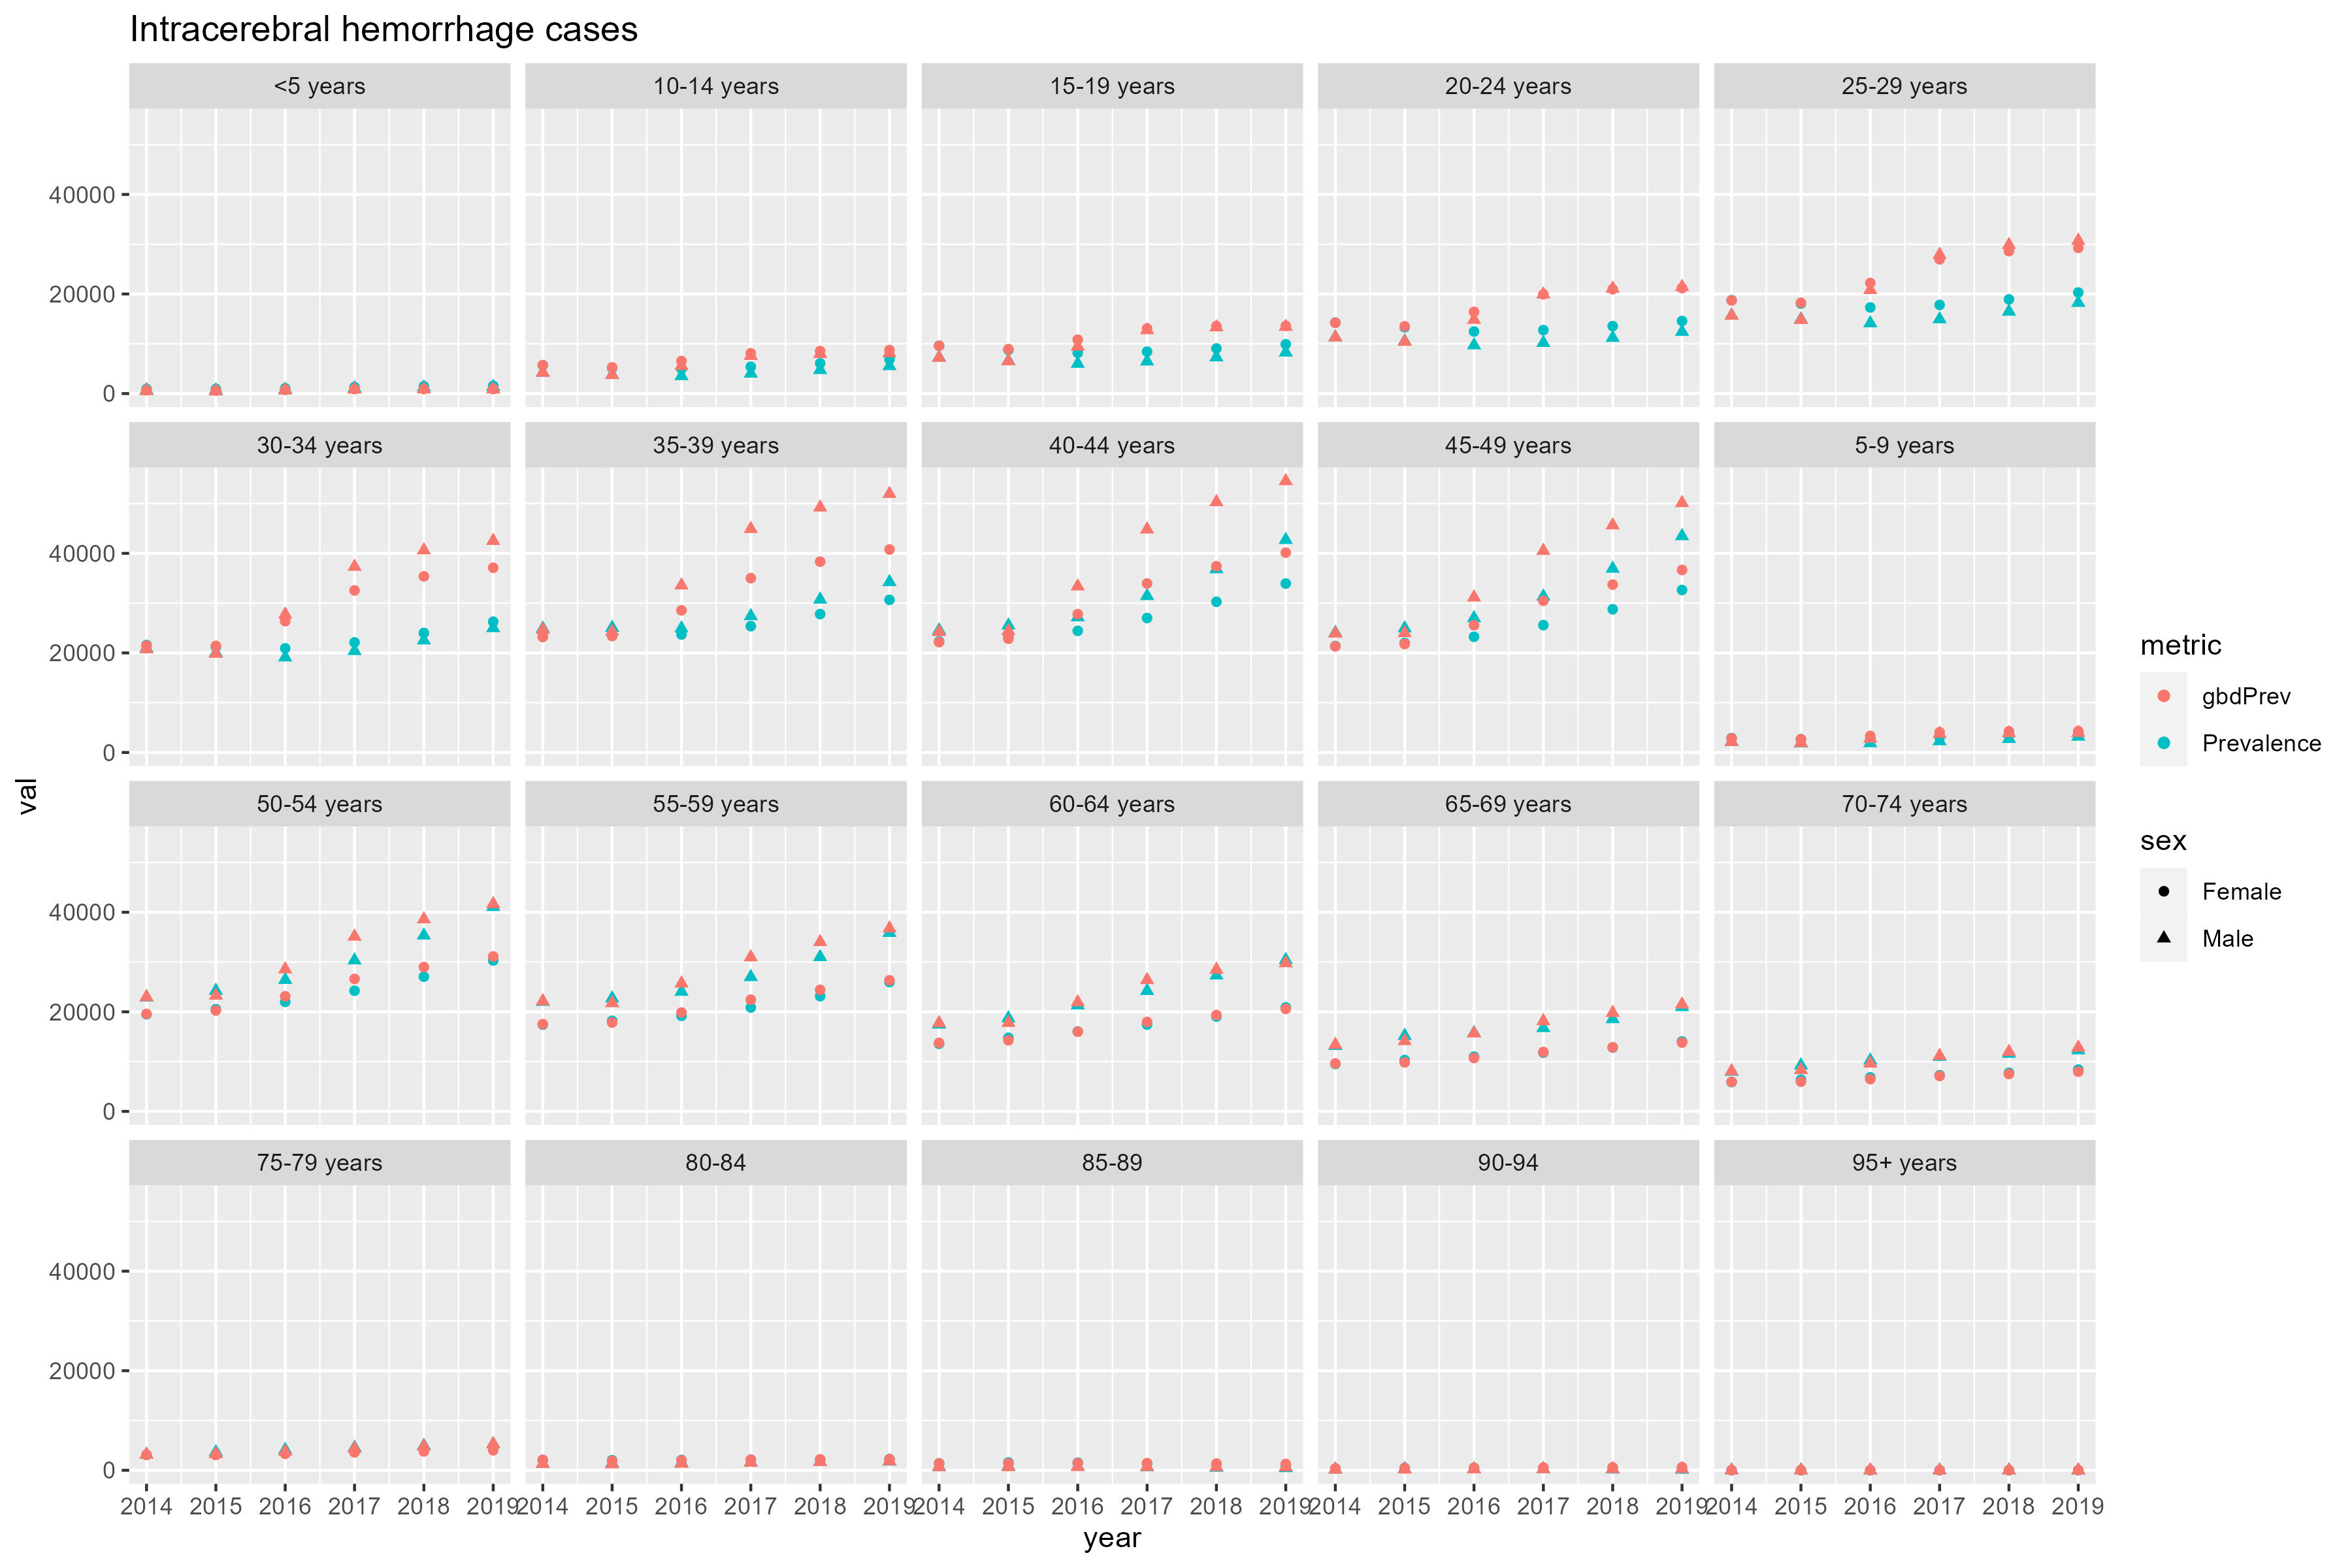 Intracerebral hemorrhage cases
<5 years 10-14 years 15-19 years 20-24 years 25-29 years
40000
20000
0
30-34 years 35-39 years 40-44 years 45-49 years 5-9 years
40000
20000
0
50-54 years 55-59 years 60-64 years 65-69 years 70-74 years
40000
20000
0
75-79 years 80-84 85-89 90-94 95+ years
40000
20000
0
2014 2015 2016 2017 2018 2019 2014 2015 2016 2017 2018 2019 2014 2015 2016 2017 2018 2019 2014 2015 2016 2017 2018 2019 2014 2015 2016 2017 2018 2019
year
val
metric
gbdPrev
Prevalence
sex
Female
Male